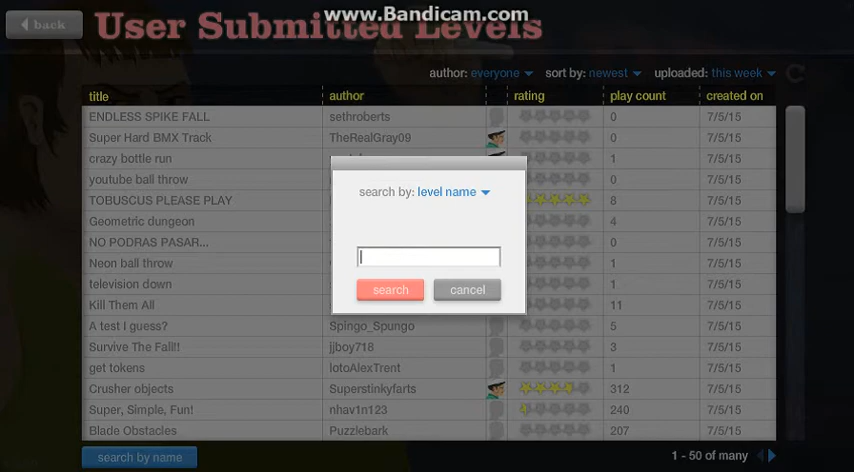 www.Bandicam.com
back
User Submitted Levels
author: everyone sort by: newest uploaded: this week
title author rating play count created on
ENDLESS SPIKE FALL sethroberts 0 7/5/15
Super Hard BMX Track TheRealGray09 0 7/5/15
crazy bottle run 1 7/5/15
youtube ball throw 0 7/5/15
TOBUSCUS PLEASE PLAY 8 7/5/15
Geometric dungeon 4 7/5/15
NO PODRAS PASAR... 0 7/5/15
Neon ball throw 1 7/5/15
television down 1 7/5/15
Kill Them All 11 7/5/15
A test I guess? Spingo_Spungo 5 7/5/15
Survive The Fall!! jjboy718 3 7/5/15
get tokens lotoAlexTrent 1 7/5/15
Crusher objects Superstinkyfarts 312 7/5/15
Super, Simple, Fun! nhav1n123 240 7/5/15
Blade Obstacles Puzzlebark 207 7/5/15
search by: level name
search cancel
search by name 1 - 50 of many